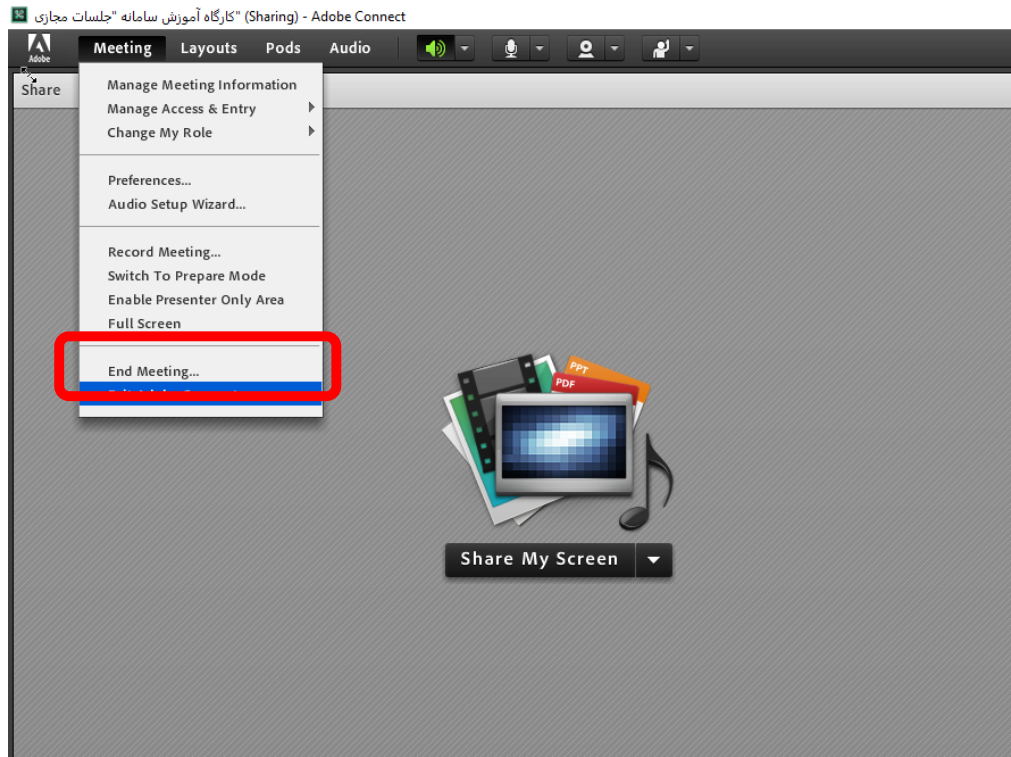 کارگاه آموزش سامانه "جلسات مجازی" (Sharing) - Adobe Connect
Adobe
Meeting Layouts Pods Audio
Share
Manage Meeting Information
Manage Access & Entry
Change My Role
Preferences...
Audio Setup Wizard...
Record Meeting...
Switch To Prepare Mode
Enable Presenter Only Area
Full Screen
End Meeting...
PPT
PDF
Share My Screen